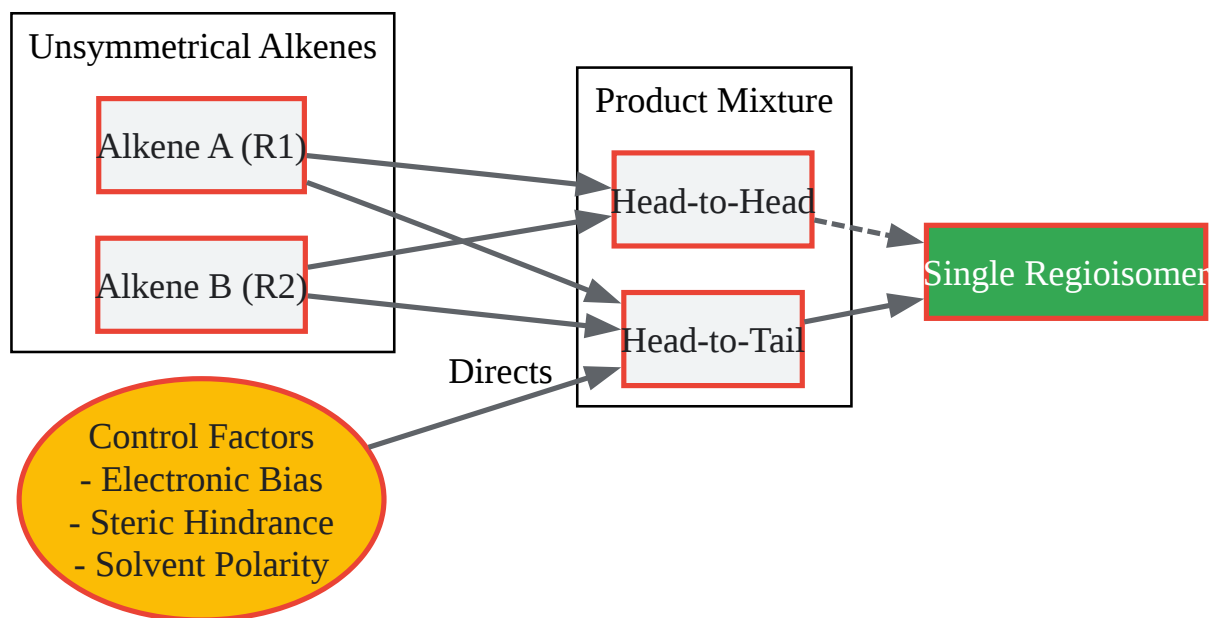 Unsymmetrical Alkenes
Alkene A (R1)
Alkene B (R2)
Product Mixture
Head-to-Head
Head-to-Tail
Single Regioisomer
Directs
Control Factors
- Electronic Bias
- Steric Hindrance
- Solvent Polarity